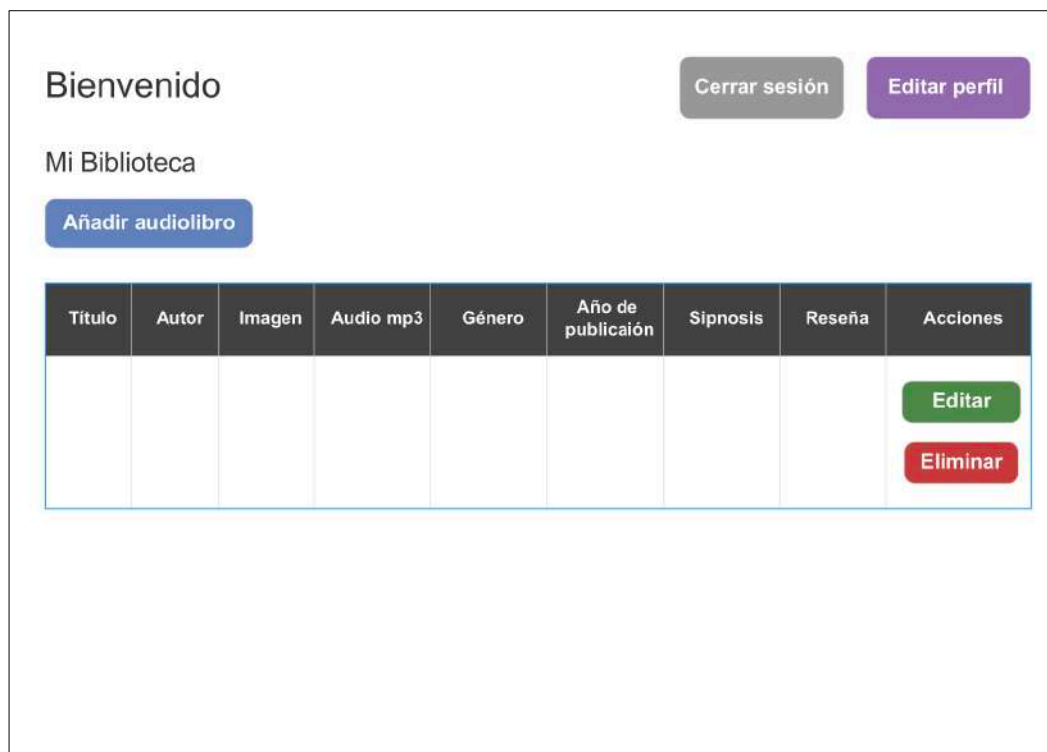 Bienvenido
Cerrar sesión
Editar perfil
Mi Biblioteca
Añadir audiolibro
Título
Autor
Imagen
Audio mp3
Género
Año de
publicaión
Sipnosis
Reseña
Acciones
Editar
Eliminar